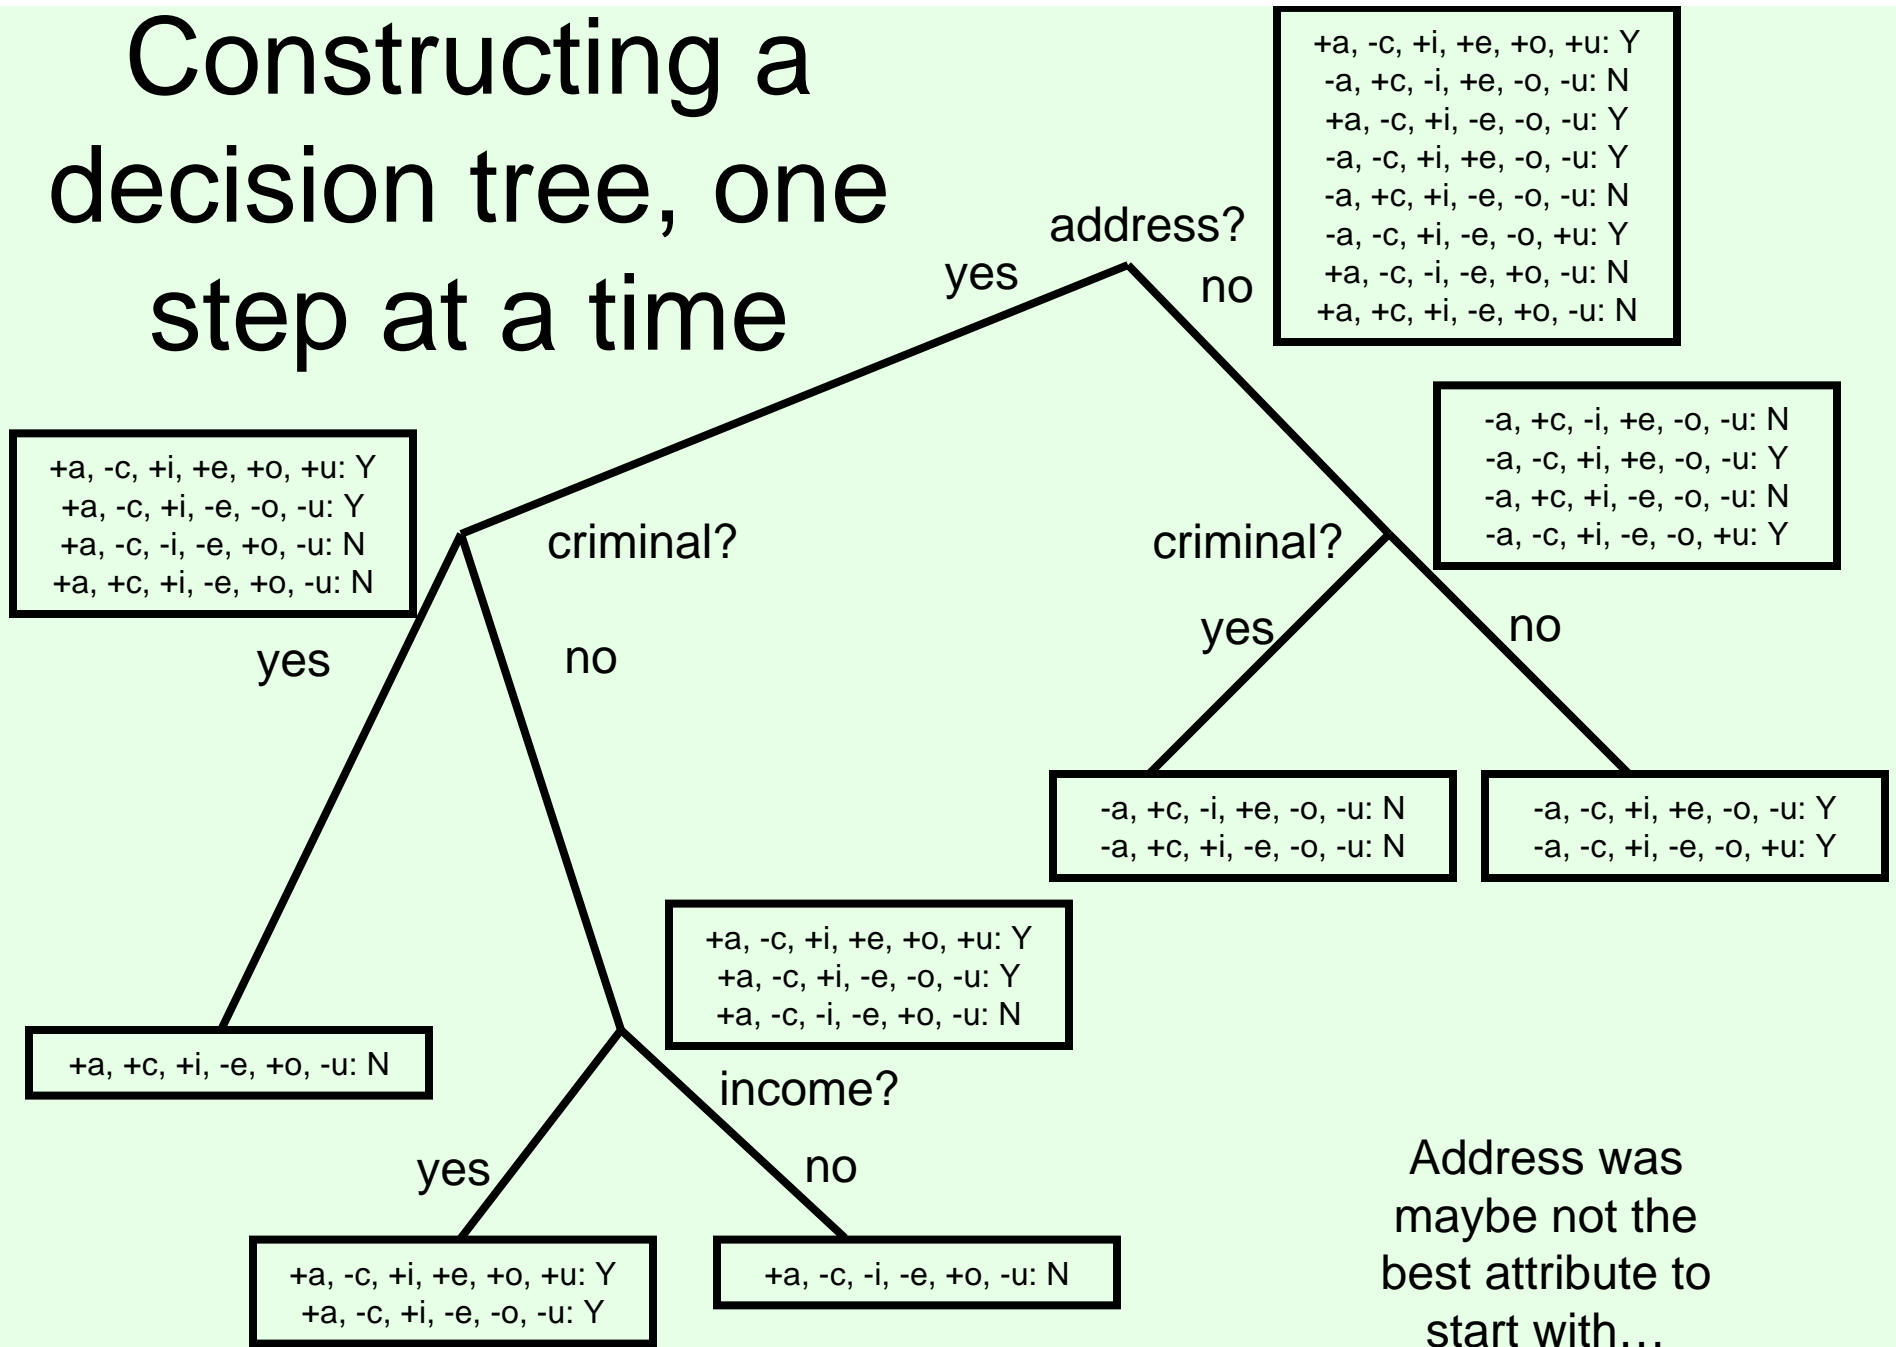 Constructing a
decision tree, one
step at a time
+a, -c, +i, +e, +o, +u: Y
-a, +c, -i, +e, -o, -u: N
+a, -c, +i, -e, -o, -u: Y
-a, -c, +i, +e, -o, -u: Y
-a, +c, +i, -e, -o, -u: N
-a, -c, +i, -e, -o, +u: Y
+a, -c, -i, -e, +o, -u: N
+a, +c, +i, -e, +o, -u: N
address?
yes
no
+a, -c, +i, +e, +o, +u: Y
+a, -c, +i, -e, -o, -u: Y
+a, -c, -i, -e, +o, -u: N
+a, +c, +i, -e, +o, -u: N
-a, +c, -i, +e, -o, -u: N
-a, -c, +i, +e, -o, -u: Y
-a, +c, +i, -e, -o, -u: N
-a, -c, +i, -e, -o, +u: Y
criminal?
criminal?
yes
no
yes
no
-a, +c, -i, +e, -o, -u: N
-a, +c, +i, -e, -o, -u: N
-a, -c, +i, +e, -o, -u: Y
-a, -c, +i, -e, -o, +u: Y
+a, -c, +i, +e, +o, +u: Y
+a, -c, +i, -e, -o, -u: Y
+a, -c, -i, -e, +o, -u: N
+a, +c, +i, -e, +o, -u: N
income?
yes
no
+a, -c, +i, +e, +o, +u: Y
+a, -c, +i, -e, -o, -u: Y
+a, -c, -i, -e, +o, -u: N
Address was
maybe not the
best attribute to
start with…